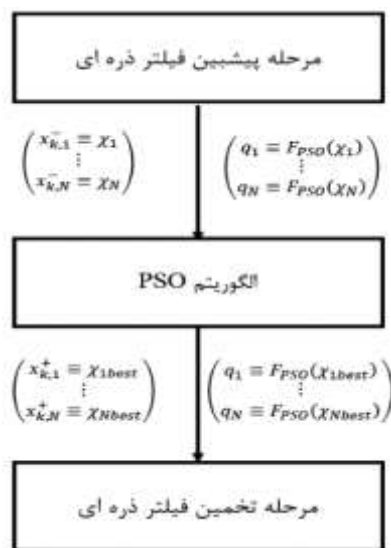 مرحله پیشبین فیلتر ذره ای
x⁻ₖ,₁ ≡ χ₁ q₁ ≡ F_PSO(χ₁)
⋮ ⋮
x⁻ₖ,N ≡ χN qN ≡ F_PSO(χN)
الگوریتم PSO
x⁺ₖ,₁ ≡ χ₁best q₁ ≡ F_PSO(χ₁best)
⋮ ⋮
x⁺ₖ,N ≡ χNbest qN ≡ F_PSO(χNbest)
مرحله تخمین فیلتر ذره ای